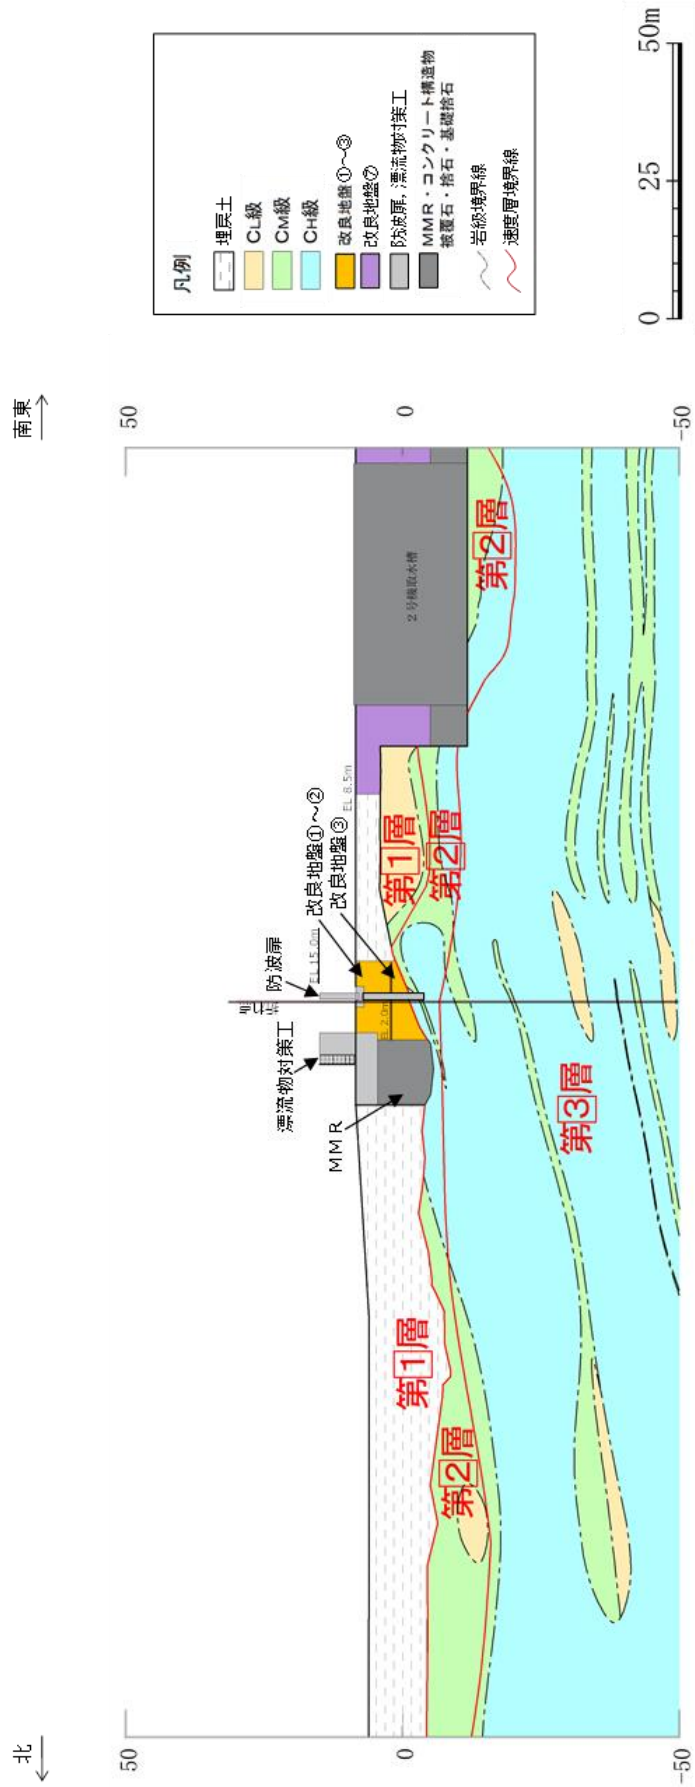 北
南東
50
0
-50
50
0
-50
漂流物対策工
防波扉
EL 15.0m
改良地盤①～②
改良地盤③
EL 8.5m
MMR
EL 2.0m
2号機取水槽
第1層
第2層
第1層
第2層
第2層
第3層
凡例
埋戻土
CL級
CM級
CH級
改良地盤①～③
改良地盤⑦
防波扉, 漂流物対策工
MMR・コンクリート構造物
被覆石・捨石・基礎捨石
岩級境界線
速度層境界線
0 25 50m